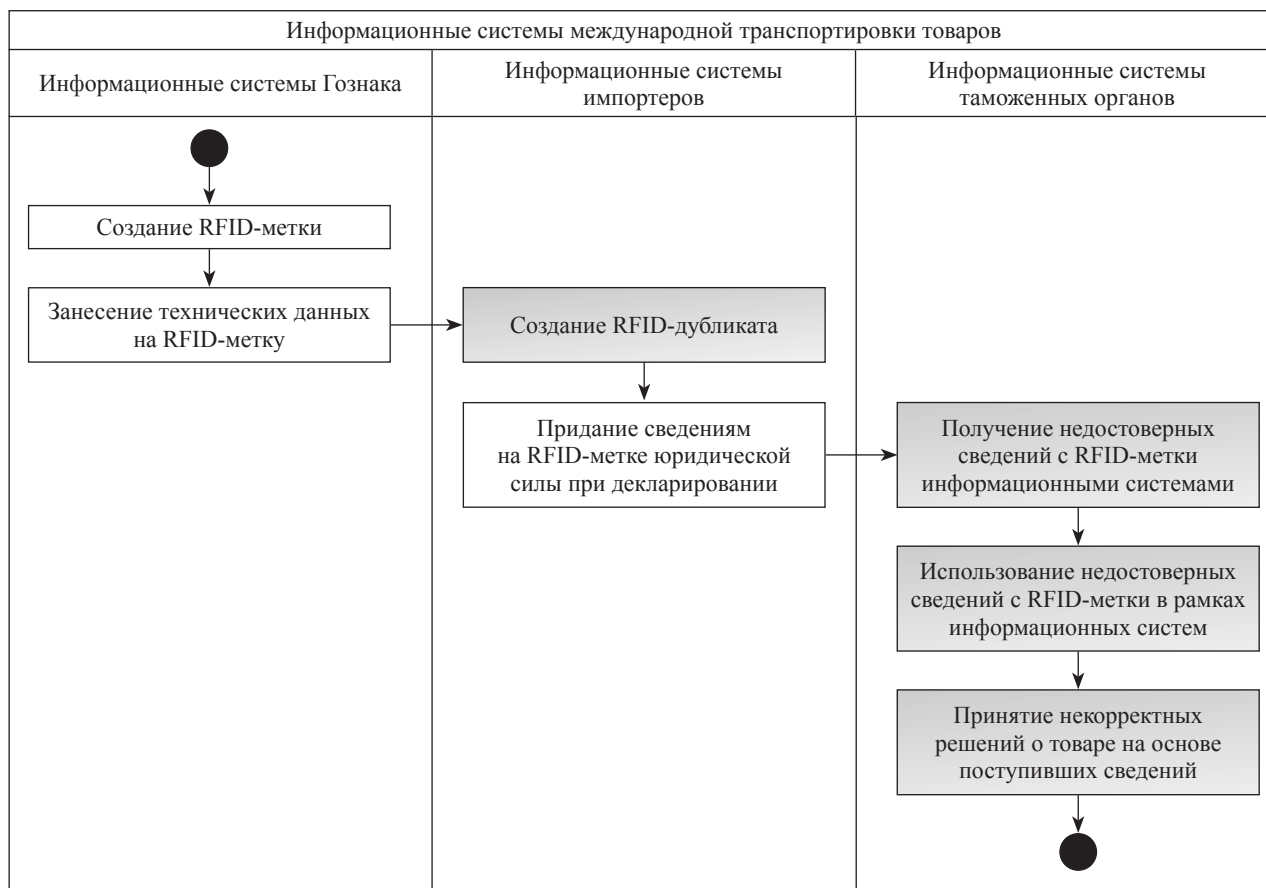 Информационные системы международной транспортировки товаров
Информационные системы Гознака
Информационные системы
импортеров
Информационные системы
таможенных органов
Создание RFID-метки
Занесение технических данных
на RFID-метку
Создание RFID-дубликата
Придание сведениям
на RFID-метке юридической
силы при декларировании
Получение недостоверных
сведений с RFID-метки
информационными системами
Использование недостоверных
сведений с RFID-метки в рамках
информационных систем
Принятие некорректных
решений о товаре на основе
поступивших сведений